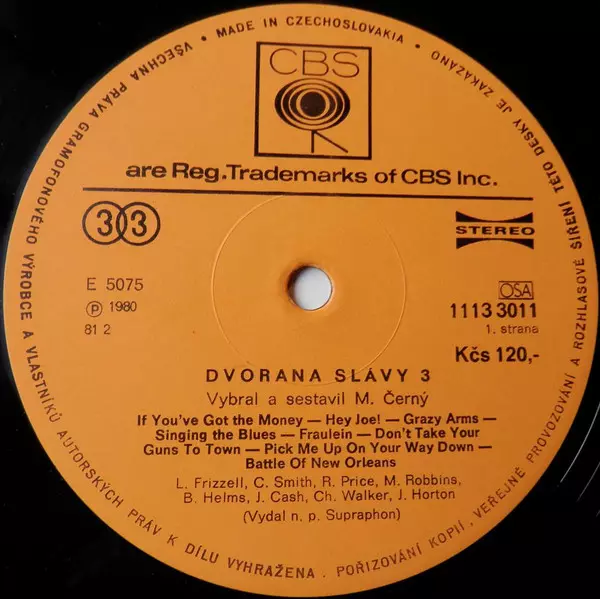 MADE IN CZECHOSLOVAKIA •
VŠECHNA PRÁVA GRAMOFONOVÉHO VÝROBCE A VLASTNÍKŮ AUTORSKÝCH PRÁV K DÍLU VYHRAŽENA. POŘIZOVÁNÍ KOPIÍ, VEŘEJNÉ PROVOZOVÁNÍ A ROZHLASOVÉ ŠÍŘENÍ TÉTO DESKY JE ZAKÁZÁNO •
CBS
are Reg.Trademarks of CBS Inc.
33
STEREO
E 5075
OSA
℗ 1980
1113 3011
81 2
1. strana
Kčs 120,-
DVORANA SLÁVY 3
Vybral a sestavil M. Černý
If You've Got the Money — Hey Joe! — Grazy Arms —
Singing the Blues — Fraulein — Don't Take Your
Guns To Town — Pick Me Up On Your Way Down —
Battle Of New Orleans
L. Frizzell, C. Smith, R. Price, M. Robbins,
B. Helms, J. Cash, Ch. Walker, J. Horton
(Vydal n. p. Supraphon)